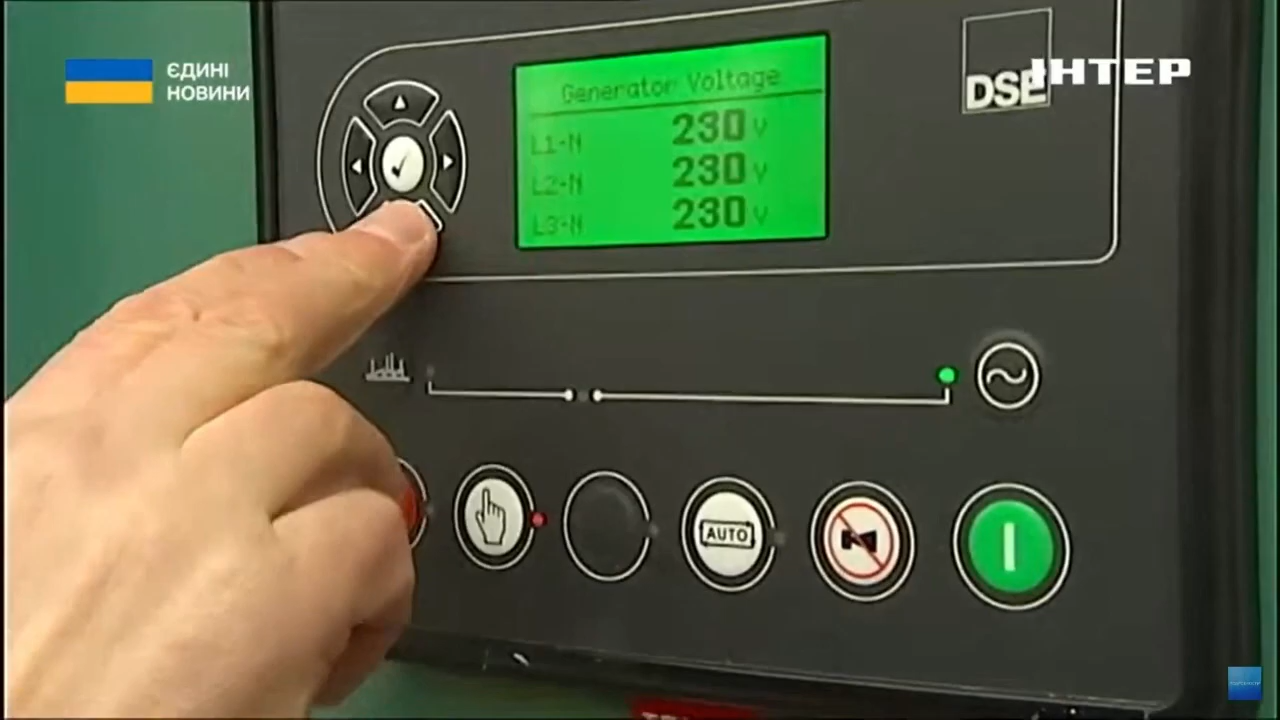 ЄДИНІ
НОВИНИ
ІНТЕР
DSE
Generator Voltage
L1-N 230 V
L2-N 230 V
L3-N 230 V
AUTO